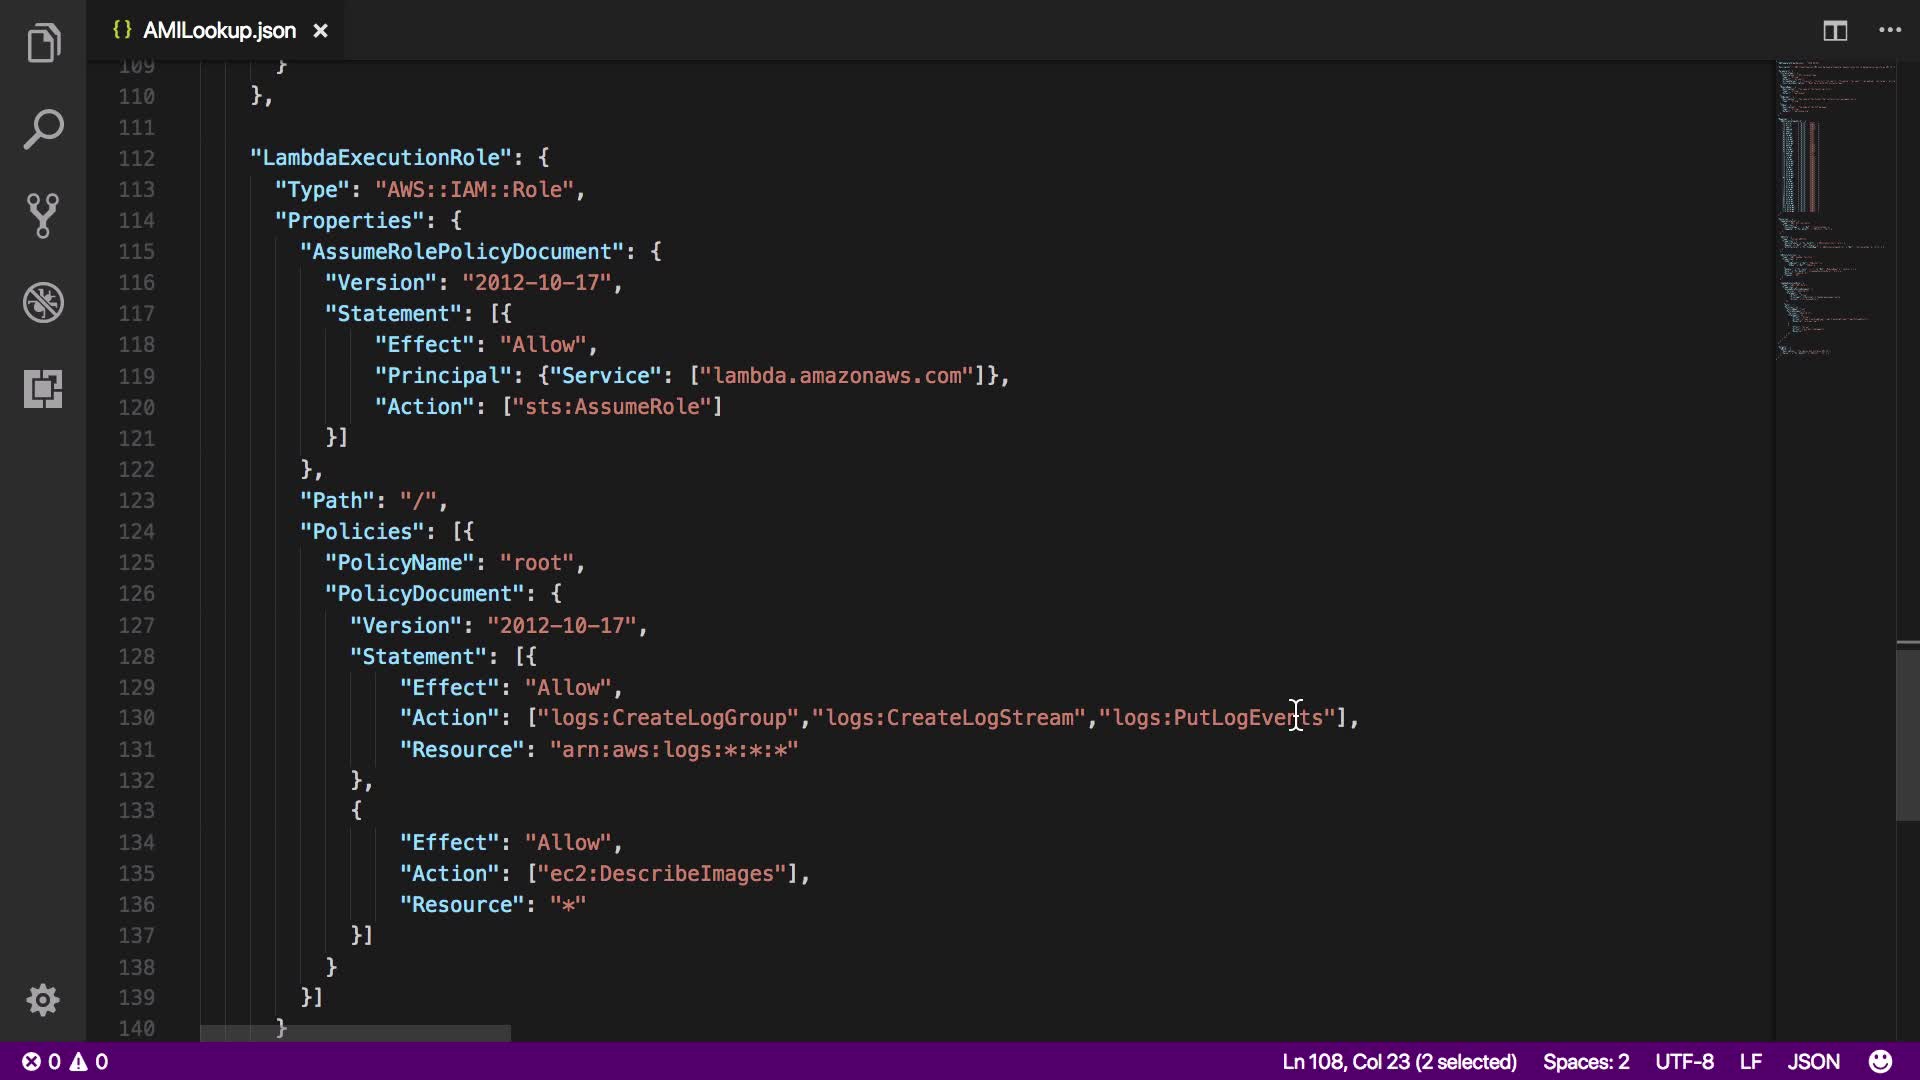 {} AMILookup.json ×
109 }
110 },
111
112 "LambdaExecutionRole": {
113 "Type": "AWS::IAM::Role",
114 "Properties": {
115 "AssumeRolePolicyDocument": {
116 "Version": "2012-10-17",
117 "Statement": [{
118 "Effect": "Allow",
119 "Principal": {"Service": ["lambda.amazonaws.com"]},
120 "Action": ["sts:AssumeRole"]
121 }]
122 },
123 "Path": "/",
124 "Policies": [{
125 "PolicyName": "root",
126 "PolicyDocument": {
127 "Version": "2012-10-17",
128 "Statement": [{
129 "Effect": "Allow",
130 "Action": ["logs:CreateLogGroup","logs:CreateLogStream","logs:PutLogEvents"],
131 "Resource": "arn:aws:logs:*:*:*"
132 },
133 {
134 "Effect": "Allow",
135 "Action": ["ec2:DescribeImages"],
136 "Resource": "*"
137 }]
138 }
139 }]
140 }
0 0 Ln 108, Col 23 (2 selected) Spaces: 2 UTF-8 LF JSON